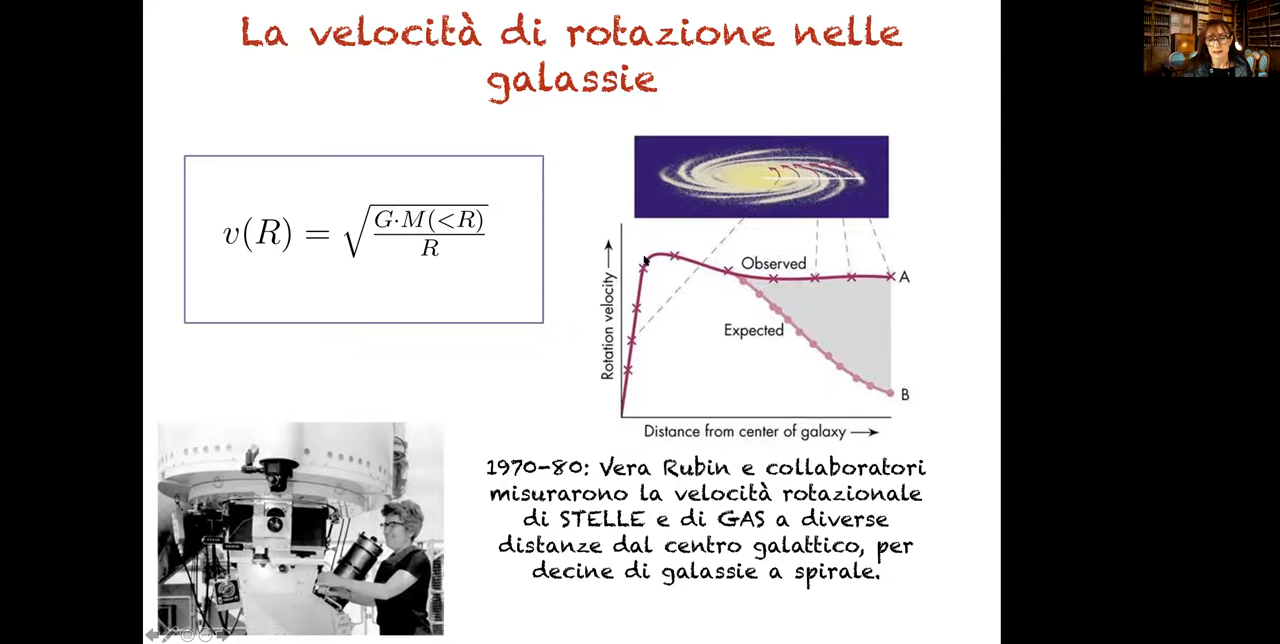 La velocità di rotazione nelle
galassie
v(R) = √(G·M(<R)/R)
Observed
A
Expected
B
Rotation velocity →
Distance from center of galaxy →
1970-80: Vera Rubin e collaboratori
misurarono la velocità rotazionale
di STELLE e di GAS a diverse
distanze dal centro galattico, per
decine di galassie a spirale.